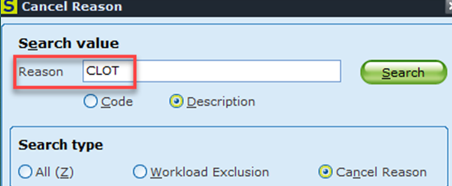 S Cancel Reason
Search value
Reason CLOT Search
Code Description
Search type
All (Z) Workload Exclusion Cancel Reason